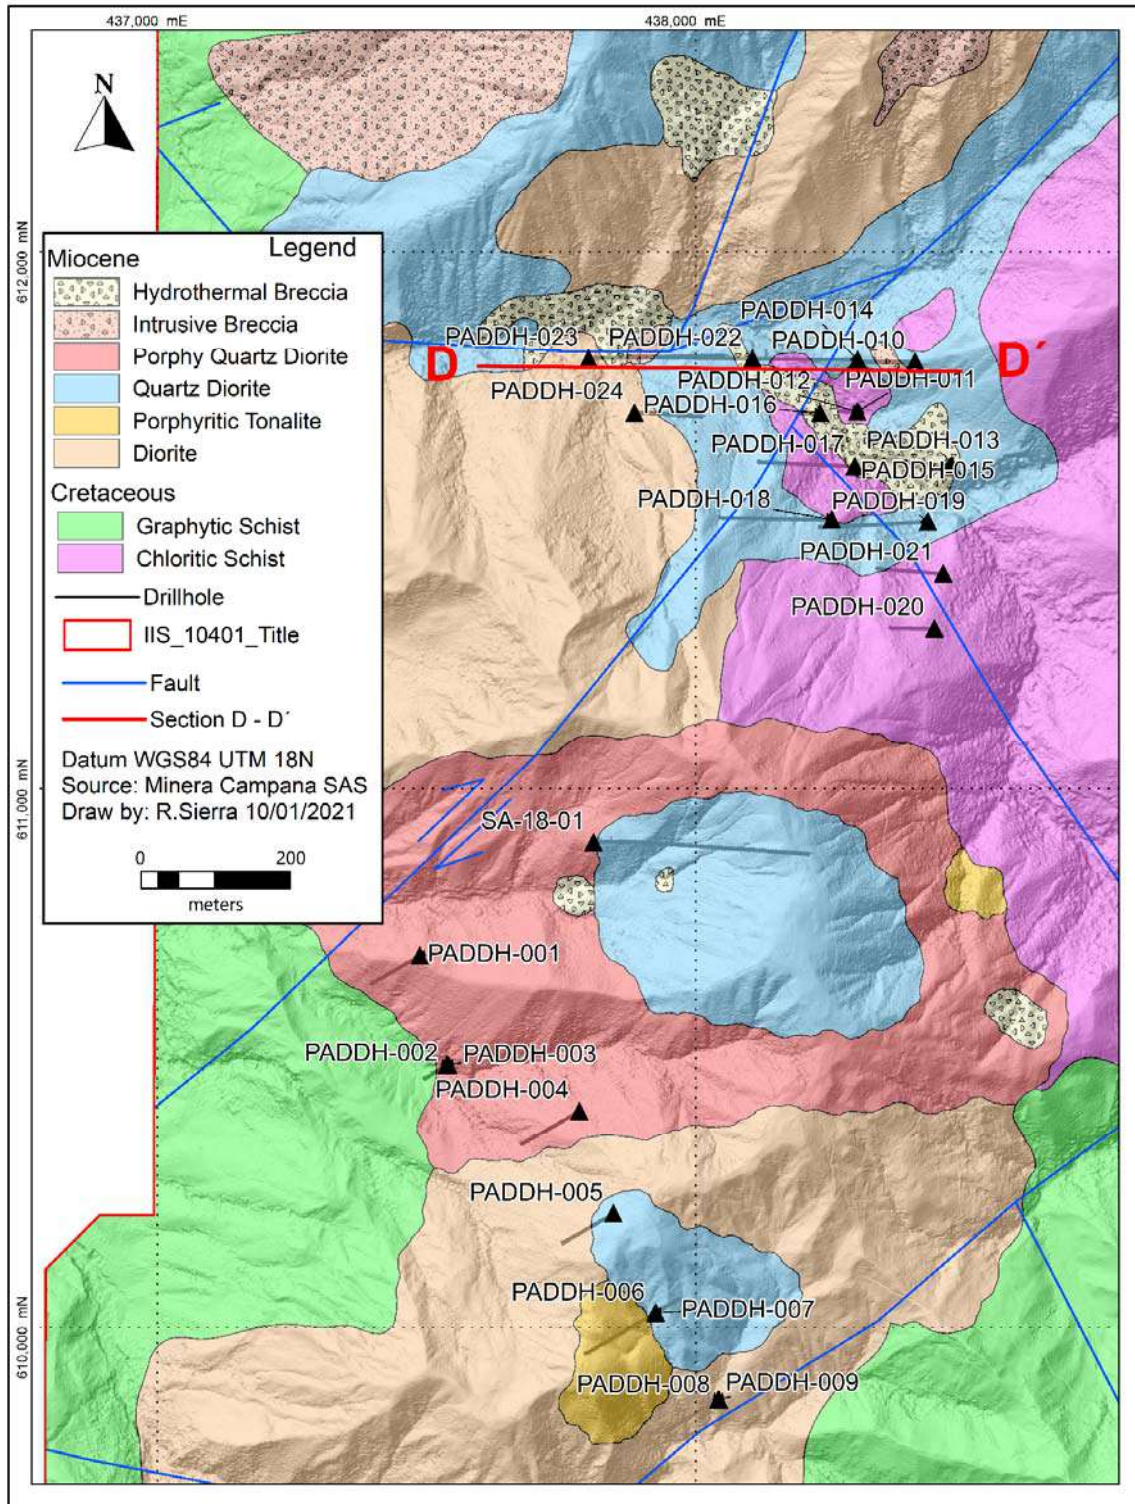 437,000 mE
438,000 mE
N
612,000 mN
611,000 mN
610,000 mN
Legend
Miocene
Hydrothermal Breccia
Intrusive Breccia
Porphy Quartz Diorite
Quartz Diorite
Porphyritic Tonalite
Diorite
Cretaceous
Graphytic Schist
Chloritic Schist
Drillhole
IIS_10401_Title
Fault
Section D - D´
Datum WGS84 UTM 18N
Source: Minera Campana SAS
Draw by: R.Sierra 10/01/2021
0 200
meters
PADDH-014
PADDH-023
PADDH-022
PADDH-010
D
D´
PADDH-012
PADDH-011
PADDH-024
PADDH-016
PADDH-017
PADDH-013
PADDH-015
PADDH-018
PADDH-019
PADDH-021
PADDH-020
SA-18-01
PADDH-001
PADDH-002
PADDH-003
PADDH-004
PADDH-005
PADDH-006
PADDH-007
PADDH-008
PADDH-009